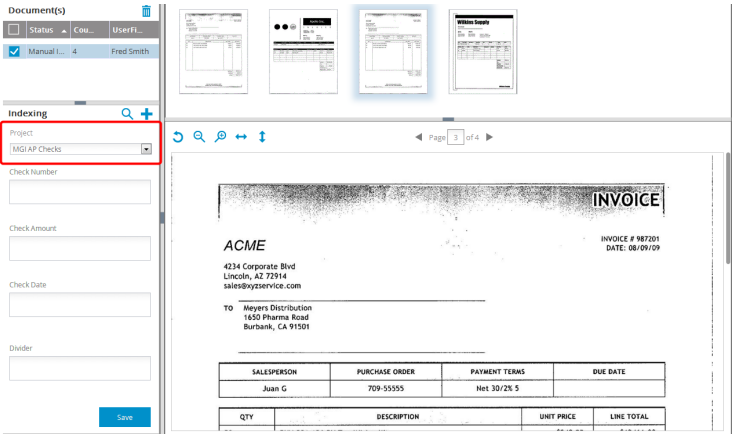 Document(s)
Status Cou... UserFi...
Manual I... 4 Fred Smith
Indexing
Project
MGI AP Checks
Check Number
Check Amount
Check Date
Divider
Save
Wilkins Supply
Page 3 of 4
INVOICE
ACME
INVOICE # 987201
DATE: 08/09/09
4234 Corporate Blvd
Lincoln, AZ 72914
sales@xyzservice.com
TO Meyers Distribution
1650 Pharma Road
Burbank, CA 91501
SALESPERSON PURCHASE ORDER PAYMENT TERMS DUE DATE
Juan G 709-55555 Net 30/2% 5
QTY DESCRIPTION UNIT PRICE LINE TOTAL